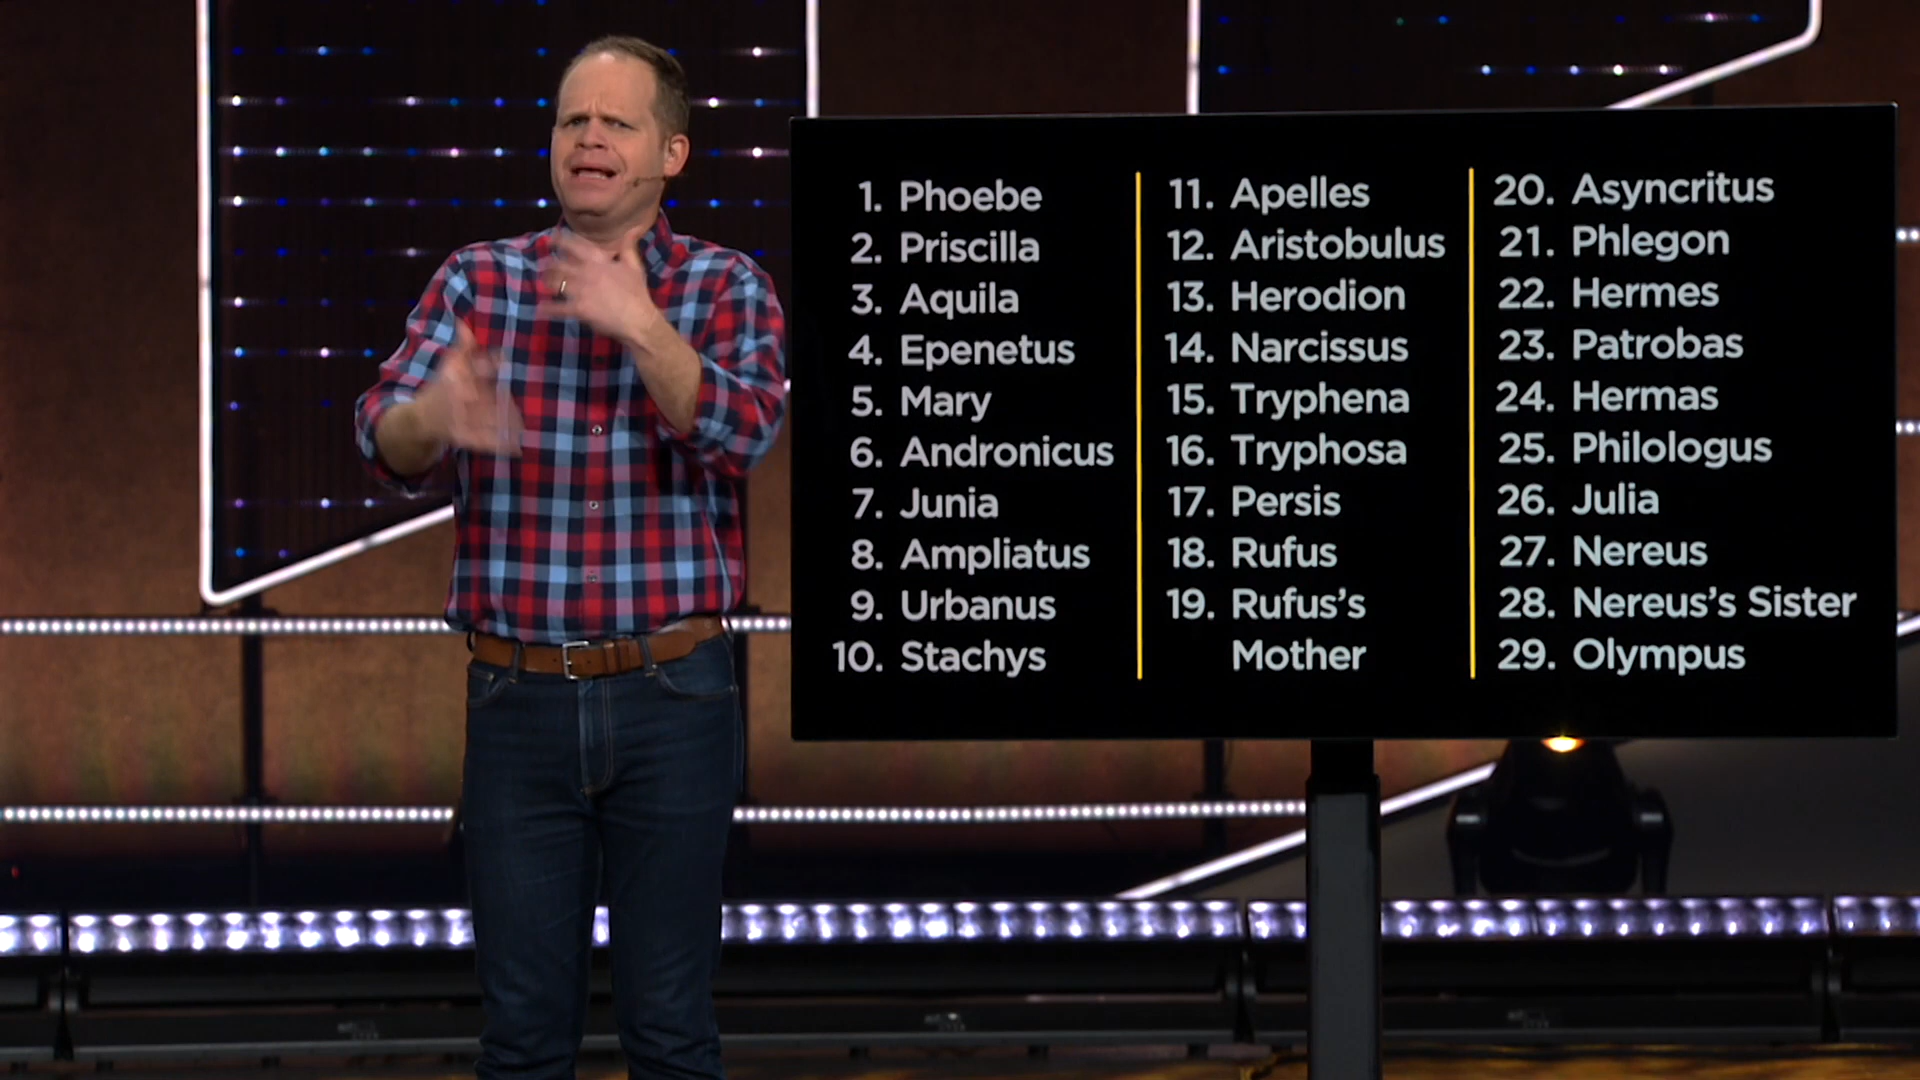 1. Phoebe
2. Priscilla
3. Aquila
4. Epenetus
5. Mary
6. Andronicus
7. Junia
8. Ampliatus
9. Urbanus
10. Stachys
11. Apelles
12. Aristobulus
13. Herodion
14. Narcissus
15. Tryphena
16. Tryphosa
17. Persis
18. Rufus
19. Rufus’s
Mother
20. Asyncritus
21. Phlegon
22. Hermes
23. Patrobas
24. Hermas
25. Philologus
26. Julia
27. Nereus
28. Nereus’s Sister
29. Olympus